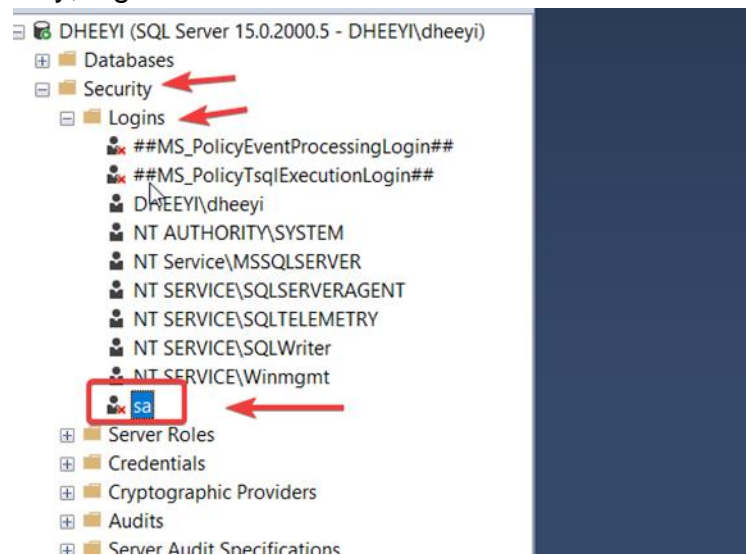 DHEEYI (SQL Server 15.0.2000.5 - DHEEYI\dheeyi)
Databases
Security
Logins
##MS_PolicyEventProcessingLogin##
##MS_PolicyTsqlExecutionLogin##
DHEEYI\dheeyi
NT AUTHORITY\SYSTEM
NT Service\MSSQLSERVER
NT SERVICE\SQLSERVERAGENT
NT SERVICE\SQLTELEMETRY
NT SERVICE\SQLWriter
NT SERVICE\Winmgmt
sa
Server Roles
Credentials
Cryptographic Providers
Audits
Server Audit Specifications